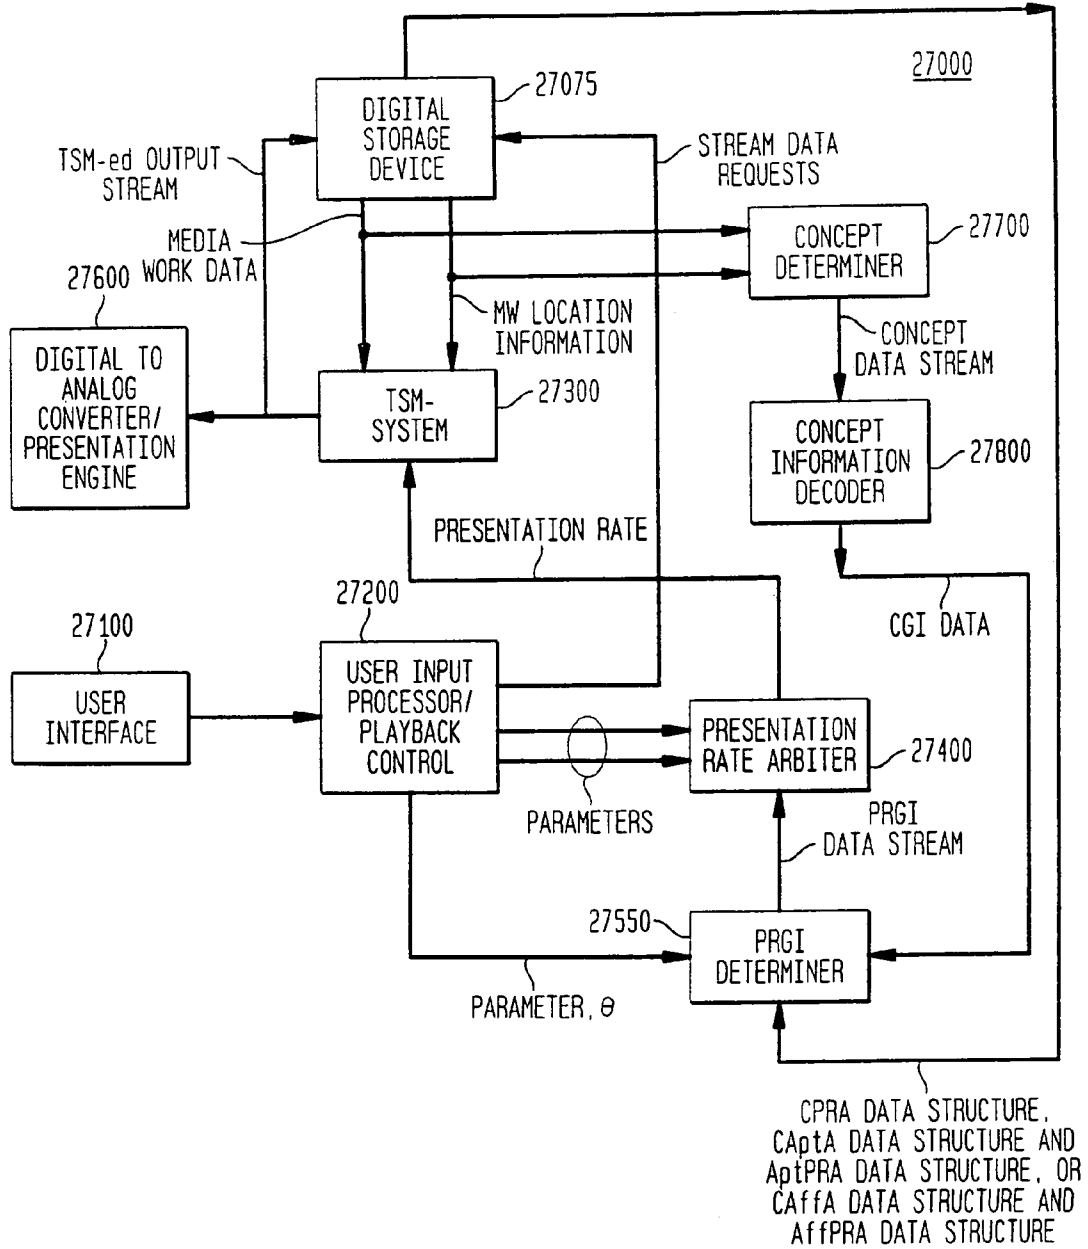 27000
DIGITAL
STORAGE
DEVICE
27075
TSM-ed OUTPUT
STREAM
STREAM DATA
REQUESTS
MEDIA
WORK DATA
CONCEPT
DETERMINER
27700
27600
MW LOCATION
INFORMATION
CONCEPT
DATA STREAM
DIGITAL TO
ANALOG
CONVERTER/
PRESENTATION
ENGINE
TSM-
SYSTEM
27300
CONCEPT
INFORMATION
DECODER
27800
PRESENTATION RATE
27200
CGI DATA
27100
USER
INTERFACE
USER INPUT
PROCESSOR/
PLAYBACK
CONTROL
PRESENTATION
RATE ARBITER
27400
PARAMETERS
PRGI
DATA STREAM
27550
PRGI
DETERMINER
PARAMETER, θ
CPRA DATA STRUCTURE,
CAptA DATA STRUCTURE AND
AptPRA DATA STRUCTURE, OR
CAffA DATA STRUCTURE AND
AffPRA DATA STRUCTURE